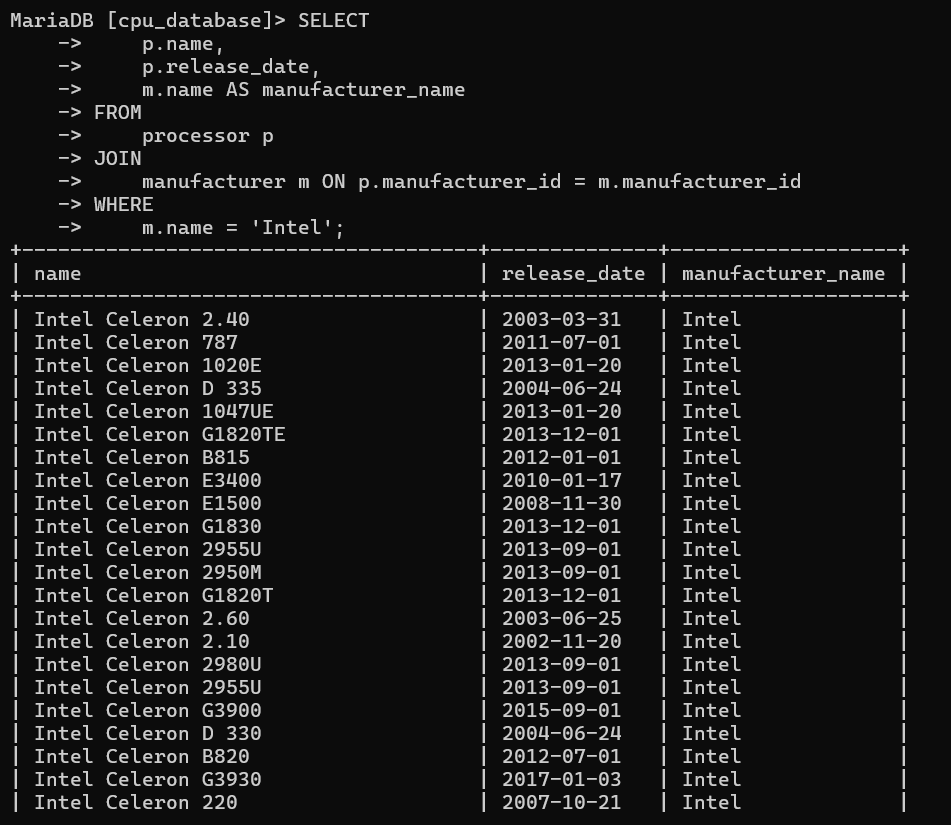 MariaDB [cpu_database]> SELECT
    ->     p.name,
    ->     p.release_date,
    ->     m.name AS manufacturer_name
    -> FROM
    ->     processor p
    -> JOIN
    ->     manufacturer m ON p.manufacturer_id = m.manufacturer_id
    -> WHERE
    ->     m.name = 'Intel';
+--------------------------------------+--------------+-------------------+
| name                                 | release_date | manufacturer_name |
+--------------------------------------+--------------+-------------------+
| Intel Celeron 2.40                   | 2003-03-31   | Intel             |
| Intel Celeron 787                    | 2011-07-01   | Intel             |
| Intel Celeron 1020E                  | 2013-01-20   | Intel             |
| Intel Celeron D 335                  | 2004-06-24   | Intel             |
| Intel Celeron 1047UE                 | 2013-01-20   | Intel             |
| Intel Celeron G1820TE                | 2013-12-01   | Intel             |
| Intel Celeron B815                   | 2012-01-01   | Intel             |
| Intel Celeron E3400                  | 2010-01-17   | Intel             |
| Intel Celeron E1500                  | 2008-11-30   | Intel             |
| Intel Celeron G1830                  | 2013-12-01   | Intel             |
| Intel Celeron 2955U                  | 2013-09-01   | Intel             |
| Intel Celeron 2950M                  | 2013-09-01   | Intel             |
| Intel Celeron G1820T                 | 2013-12-01   | Intel             |
| Intel Celeron 2.60                   | 2003-06-25   | Intel             |
| Intel Celeron 2.10                   | 2002-11-20   | Intel             |
| Intel Celeron 2980U                  | 2013-09-01   | Intel             |
| Intel Celeron 2955U                  | 2013-09-01   | Intel             |
| Intel Celeron G3900                  | 2015-09-01   | Intel             |
| Intel Celeron D 330                  | 2004-06-24   | Intel             |
| Intel Celeron B820                   | 2012-07-01   | Intel             |
| Intel Celeron G3930                  | 2017-01-03   | Intel             |
| Intel Celeron 220                    | 2007-10-21   | Intel             |